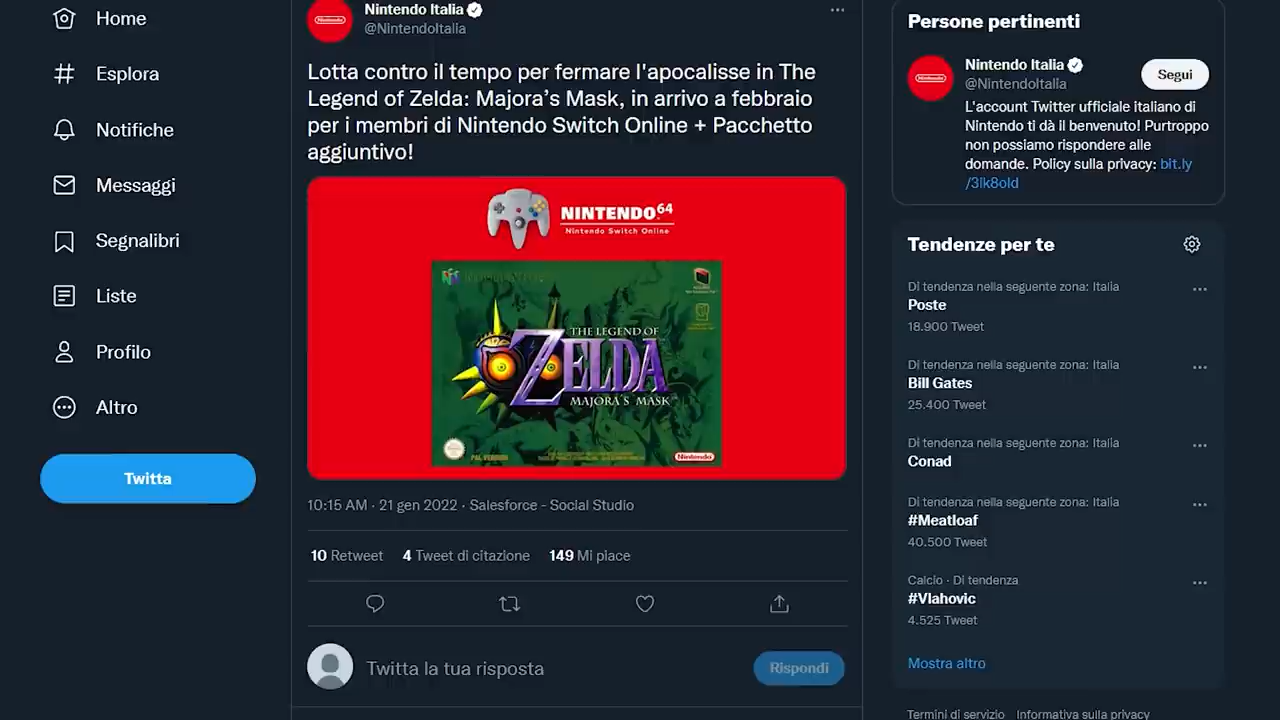 Home
Esplora
Notifiche
Messaggi
Segnalibri
Liste
Profilo
Altro
Twitta
Nintendo Italia
@NintendoItalia
Lotta contro il tempo per fermare l'apocalisse in The
Legend of Zelda: Majora's Mask, in arrivo a febbraio
per i membri di Nintendo Switch Online + Pacchetto
aggiuntivo!
NINTENDO 64
Nintendo Switch Online
THE LEGEND OF
ZELDA
MAJORA'S MASK
PAL VERSION
Nintendo
10:15 AM · 21 gen 2022 · Salesforce - Social Studio
10 Retweet 4 Tweet di citazione 149 Mi piace
Twitta la tua risposta
Rispondi
Persone pertinenti
Nintendo Italia
@NintendoItalia
Segui
L'account Twitter ufficiale italiano di
Nintendo ti dà il benvenuto! Purtroppo
non possiamo rispondere alle
domande. Policy sulla privacy: bit.ly
/3lk8old
Tendenze per te
Di tendenza nella seguente zona: Italia
Poste
18.900 Tweet
Di tendenza nella seguente zona: Italia
Bill Gates
25.400 Tweet
Di tendenza nella seguente zona: Italia
Conad
Di tendenza nella seguente zona: Italia
#Meatloaf
40.500 Tweet
Calcio · Di tendenza
#Vlahovic
4.525 Tweet
Mostra altro
Termini di servizio Informativa sulla privacy